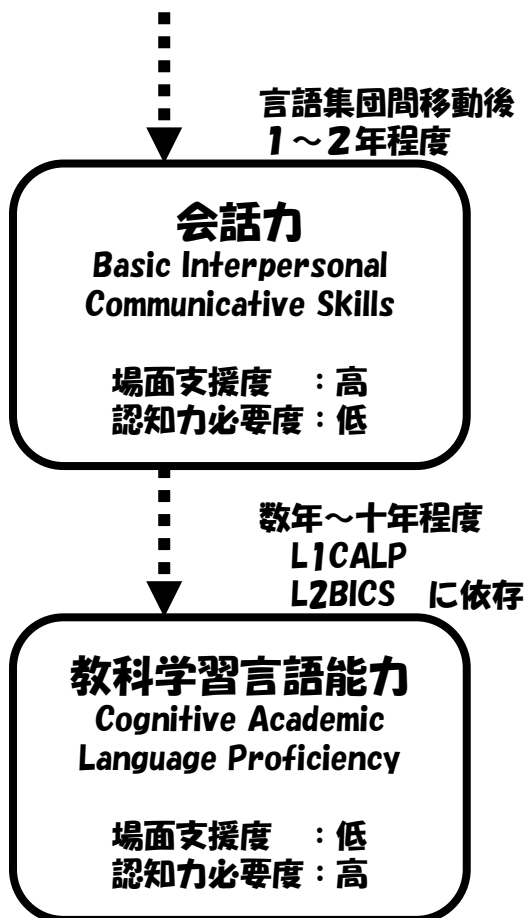 言語集団間移動後
1～2年程度
会話力
Basic Interpersonal
Communicative Skills
場面支援度　：高
認知力必要度：低
数年～十年程度
L1CALP
L2BICS　に依存
教科学習言語能力
Cognitive Academic
Language Proficiency
場面支援度　：低
認知力必要度：高